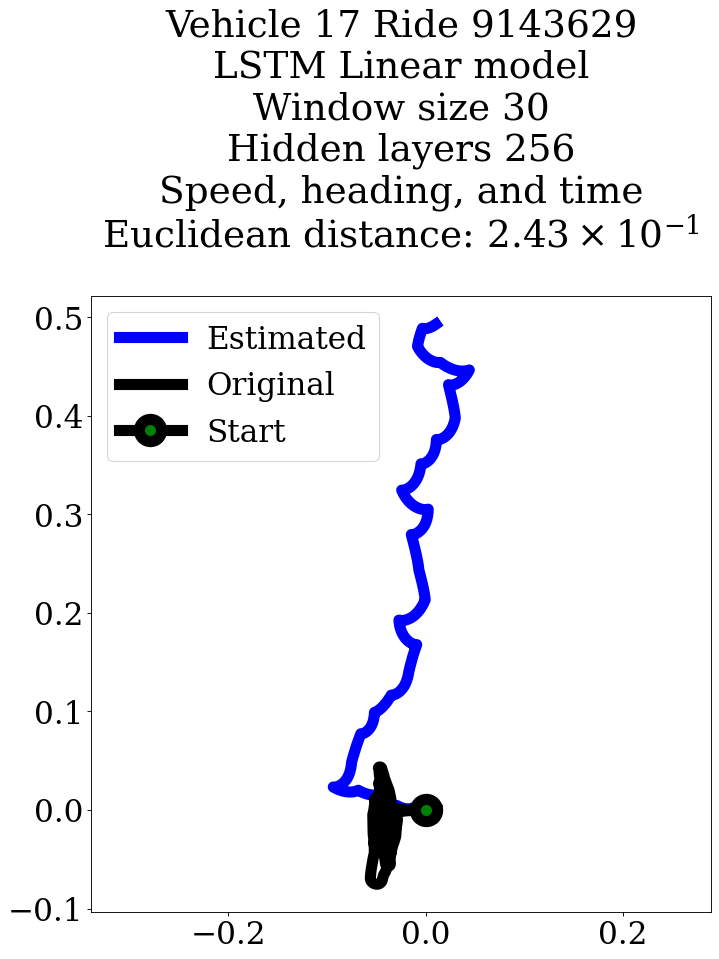 Vehicle 17 Ride 9143629
LSTM Linear model
Window size 30
Hidden layers 256
Speed, heading, and time
Euclidean distance: 2.43 × 10⁻¹
Estimated
Original
Start
0.5
0.4
0.3
0.2
0.1
0.0
−0.1
−0.2 0.0 0.2